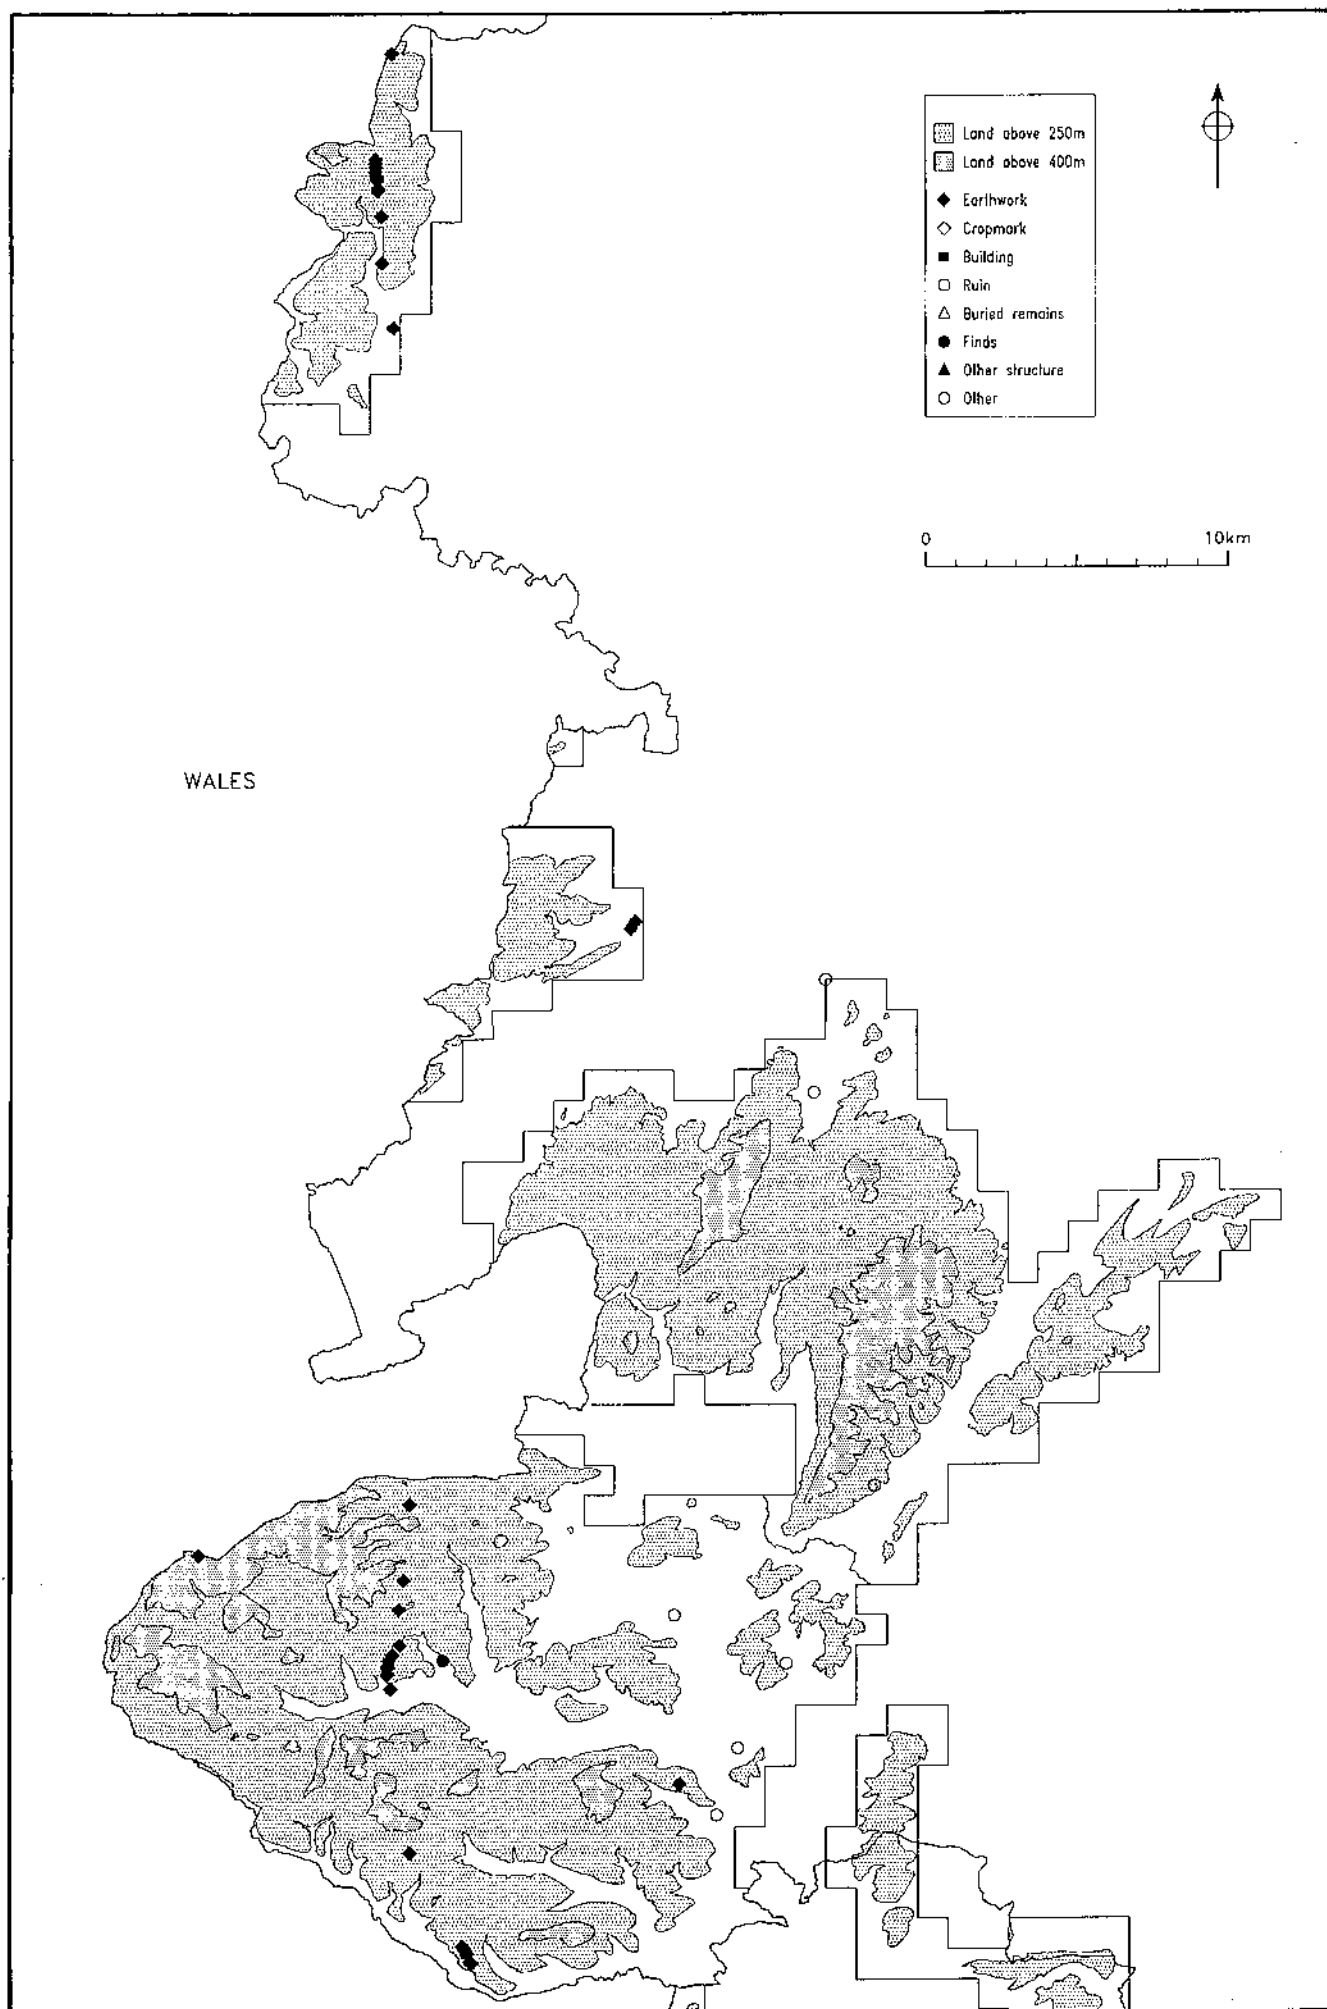 Land above 250m
Land above 400m
Earthwork
Cropmark
Building
Ruin
Buried remains
Finds
Other structure
Other
0 10km
WALES